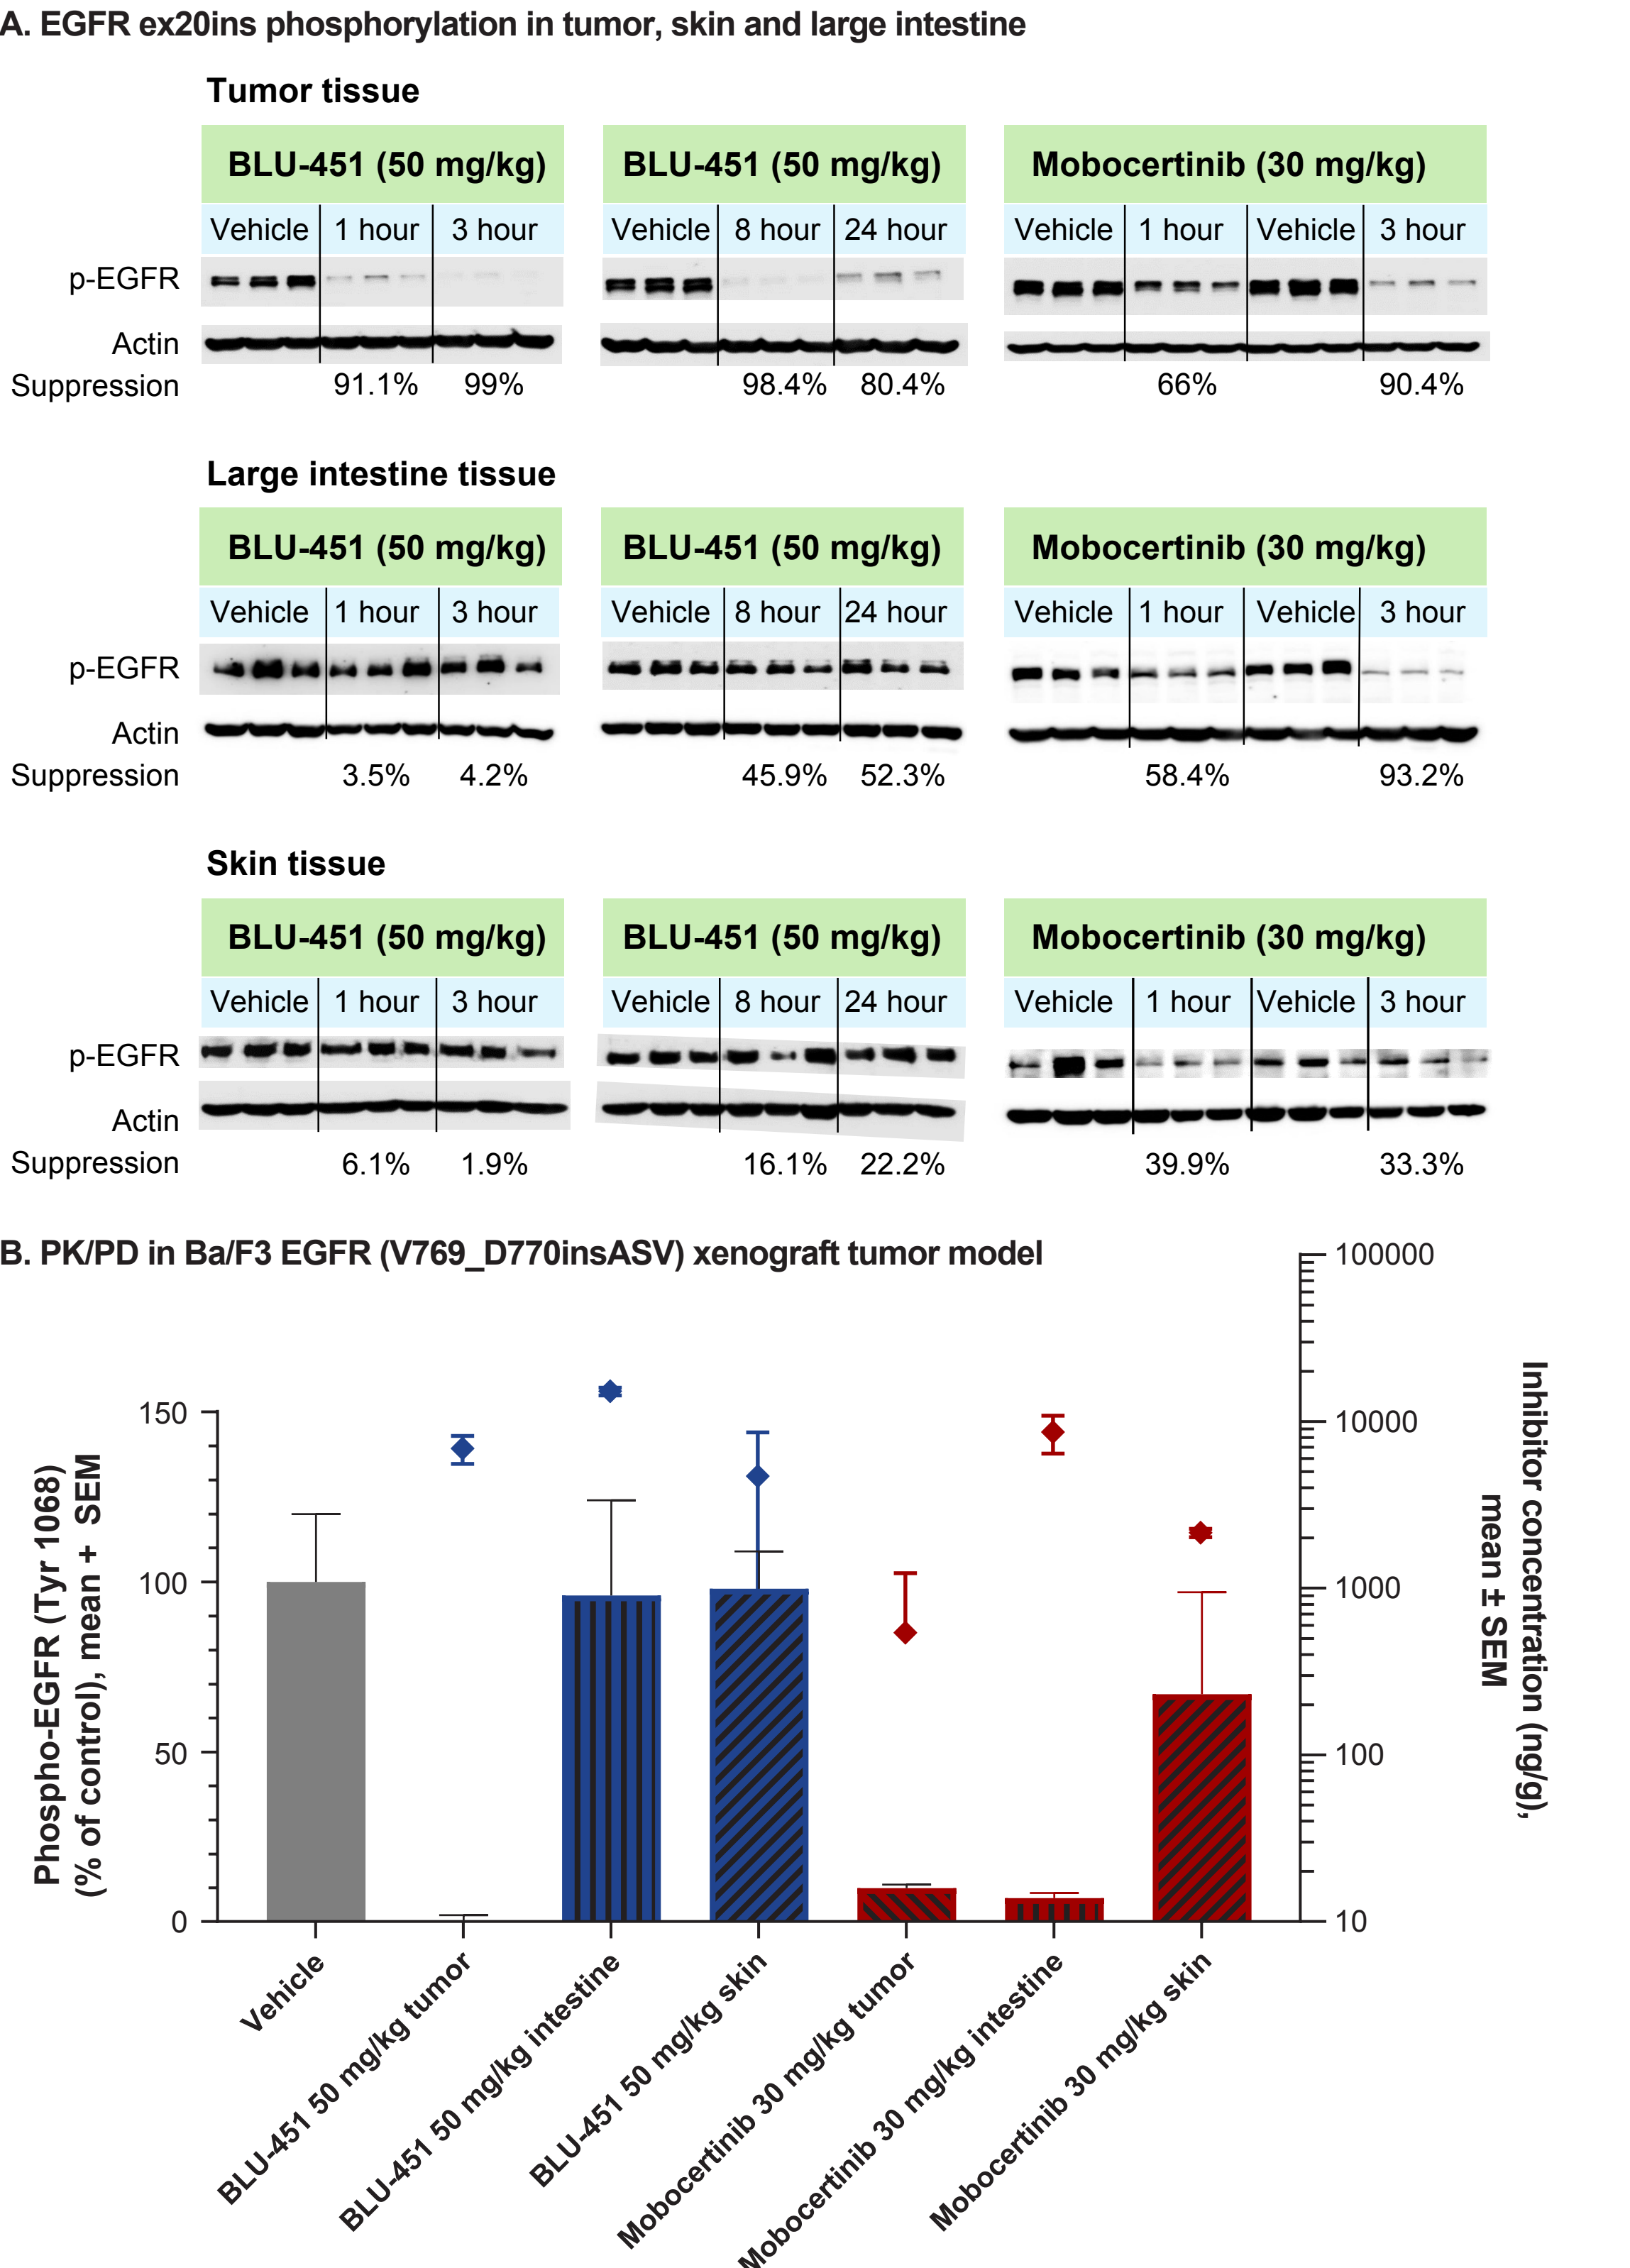 A. EGFR ex20ins phosphorylation in tumor, skin and large intestine
Tumor tissue
BLU-451 (50 mg/kg) BLU-451 (50 mg/kg) Mobocertinib (30 mg/kg)
Vehicle 1 hour 3 hour Vehicle 8 hour 24 hour Vehicle 1 hour Vehicle 3 hour
p-EGFR
Actin
Suppression 91.1% 99% 98.4% 80.4% 66% 90.4%
Large intestine tissue
BLU-451 (50 mg/kg) BLU-451 (50 mg/kg) Mobocertinib (30 mg/kg)
Vehicle 1 hour 3 hour Vehicle 8 hour 24 hour Vehicle 1 hour Vehicle 3 hour
p-EGFR
Actin
Suppression 3.5% 4.2% 45.9% 52.3% 58.4% 93.2%
Skin tissue
BLU-451 (50 mg/kg) BLU-451 (50 mg/kg) Mobocertinib (30 mg/kg)
Vehicle 1 hour 3 hour Vehicle 8 hour 24 hour Vehicle 1 hour Vehicle 3 hour
p-EGFR
Actin
Suppression 6.1% 1.9% 16.1% 22.2% 39.9% 33.3%
B. PK/PD in Ba/F3 EGFR (V769_D770insASV) xenograft tumor model
Phospho-EGFR (Tyr 1068)
(% of control), mean + SEM
150
100
50
0
100000
10000
1000
100
10
Inhibitor concentration (ng/g),
mean ± SEM
Vehicle
BLU-451 50 mg/kg tumor
BLU-451 50 mg/kg intestine
BLU-451 50 mg/kg skin
Mobocertinib 30 mg/kg tumor
Mobocertinib 30 mg/kg intestine
Mobocertinib 30 mg/kg skin